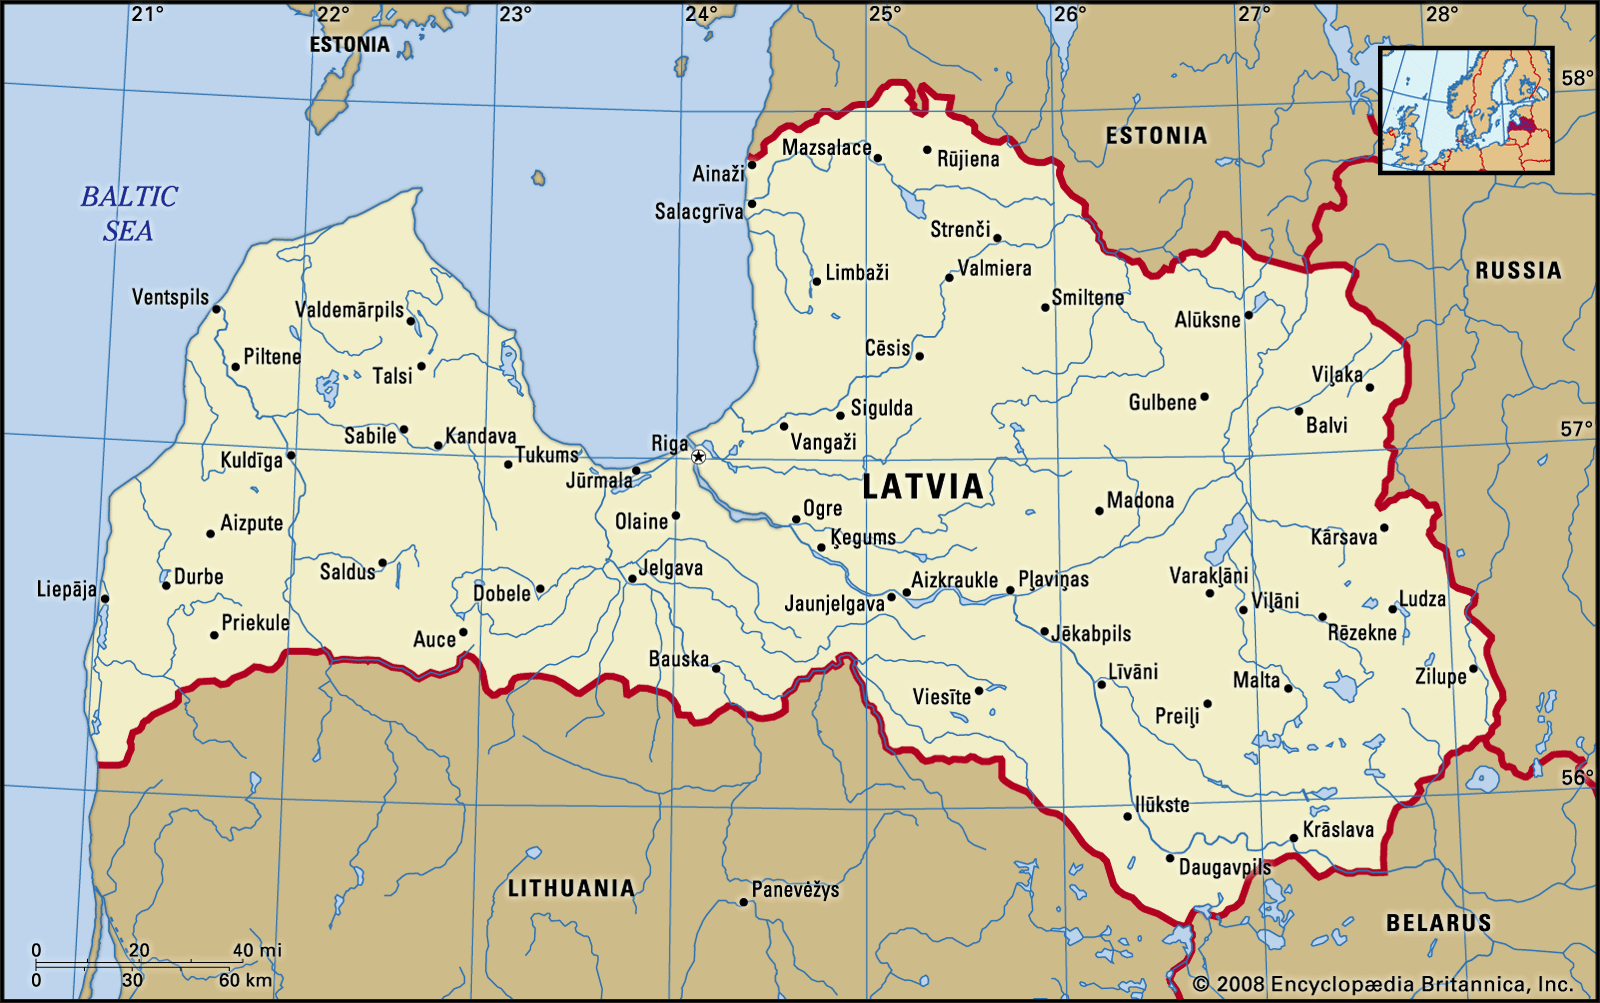 21°
22°
23°
24°
25°
26°
27°
28°
58°
57°
56°
ESTONIA
ESTONIA
RUSSIA
BALTIC
SEA
Mazsalace
Rūjiena
Ainaži
Salacgrīva
Strenči
Limbaži
Valmiera
Smiltene
Alūksne
Ventspils
Valdemārpils
Piltene
Talsi
Cēsis
Viļaka
Gulbene
Balvi
Sigulda
Vangaži
Sabile
Kandava
Tukums
Riga
Kuldīga
Jūrmala
LATVIA
Madona
Ogre
Olaine
Ķegums
Kārsava
Aizpute
Saldus
Jelgava
Durbe
Liepāja
Dobele
Aizkraukle
Pļaviņas
Jaunjelgava
Varakļāni
Viļāni
Ludza
Rēzekne
Priekule
Auce
Jēkabpils
Bauska
Līvāni
Viesīte
Malta
Zilupe
Preiļi
Ilūkste
Krāslava
Daugavpils
LITHUANIA
Panevėžys
BELARUS
0 20 40 mi
0 30 60 km
© 2008 Encyclopædia Britannica, Inc.